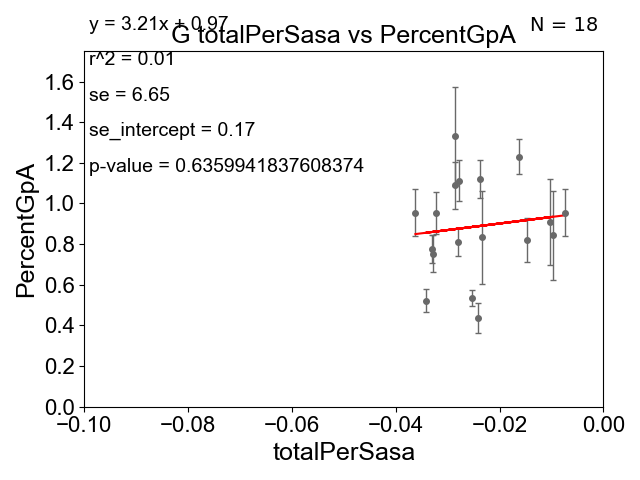 y = 3.21x + 0.97
N = 18
G totalPerSasa vs PercentGpA
r^2 = 0.01
se = 6.65
se_intercept = 0.17
p-value = 0.6359941837608374
PercentGpA
1.6
1.4
1.2
1.0
0.8
0.6
0.4
0.2
0.0
−0.10 −0.08 −0.06 −0.04 −0.02 0.00
totalPerSasa